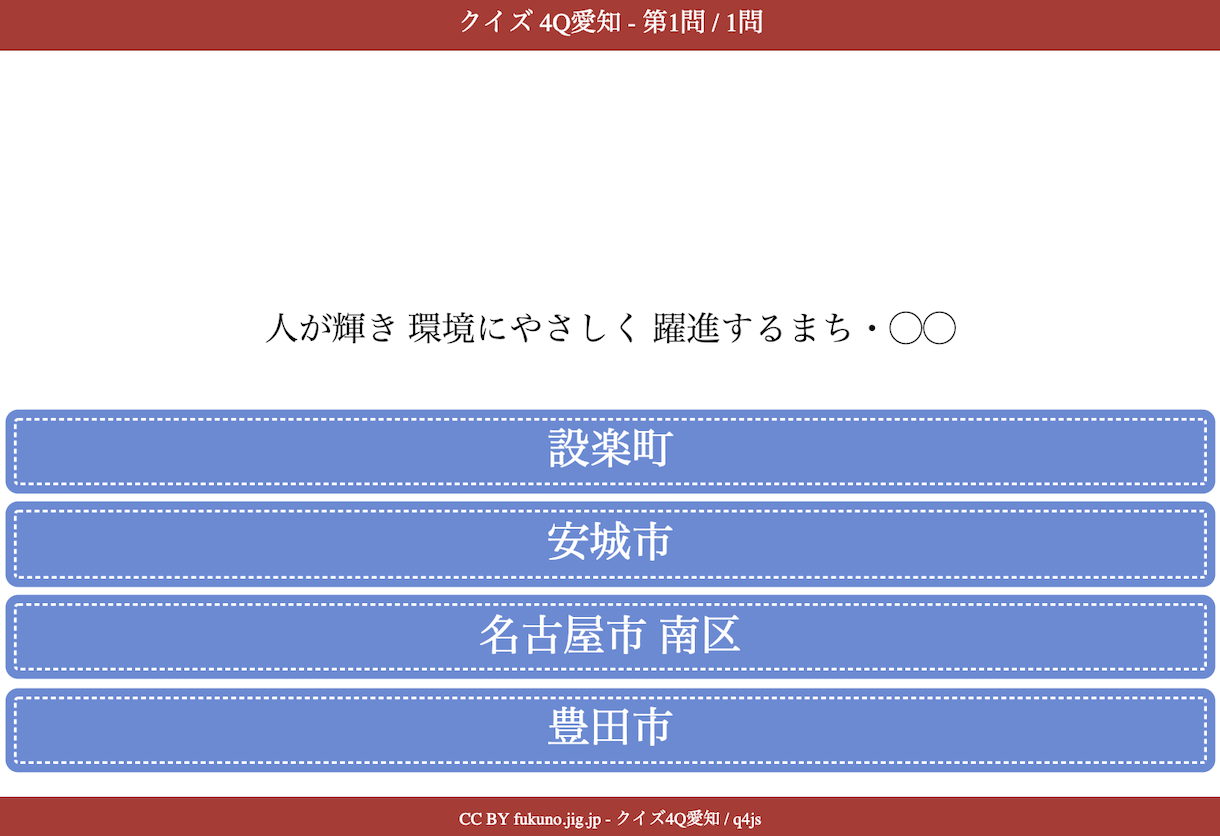 クイズ 4Q愛知 - 第1問 / 1問
人が輝き 環境にやさしく 躍進するまち・◯◯
設楽町
安城市
名古屋市 南区
豊田市
CC BY fukuno.jig.jp - クイズ4Q愛知 / q4js